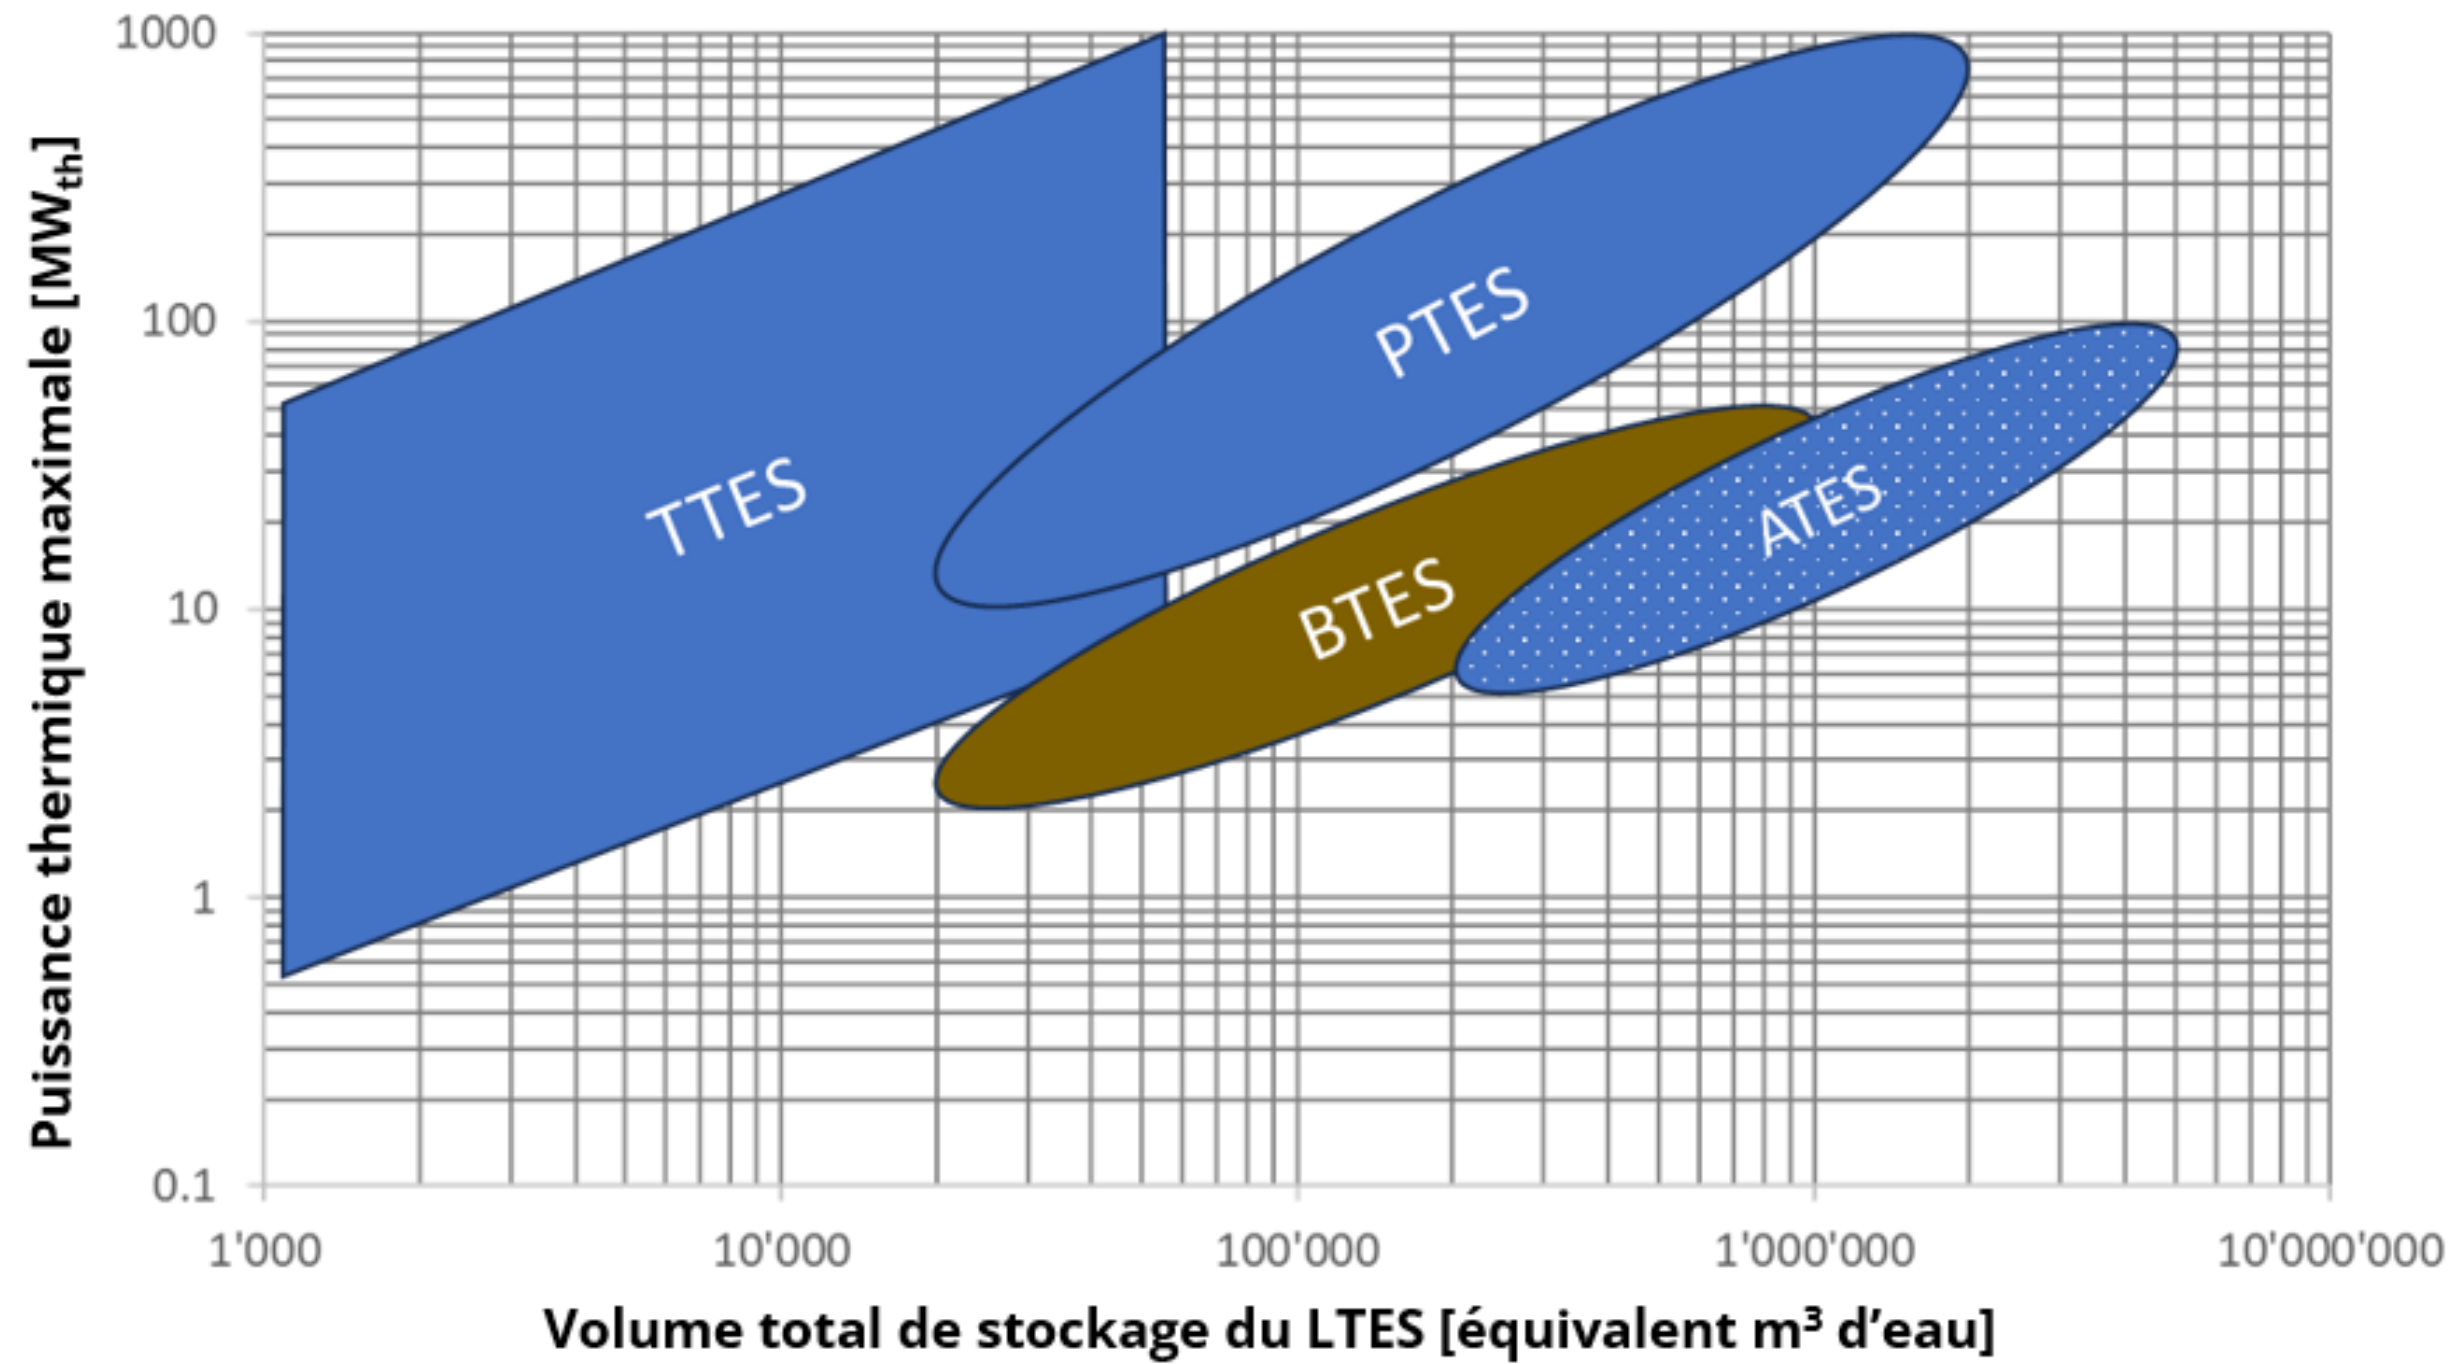 Puissance thermique maximale [MWth]
1000
100
10
1
0.1
TTES
PTES
BTES
ATES
1'000
10'000
100'000
1'000'000
10'000'000
Volume total de stockage du LTES [équivalent m³ d’eau]